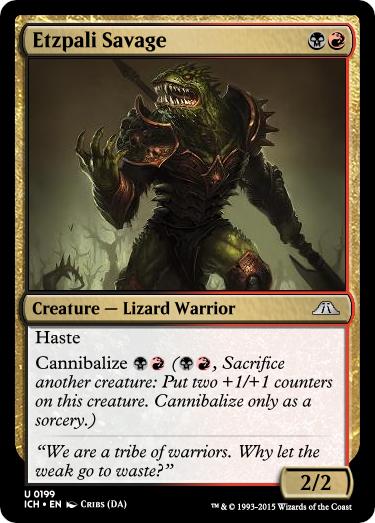 Etzpali Savage
Creature — Lizard Warrior
Haste
Cannibalize (, Sacrifice
another creature: Put two +1/+1 counters
on this creature. Cannibalize only as a
sorcery.)
“We are a tribe of warriors. Why let the
weak go to waste?”
2/2
U 0199
ICH • EN CRIBS (DA)
™ & © 1993-2015 Wizards of the Coast